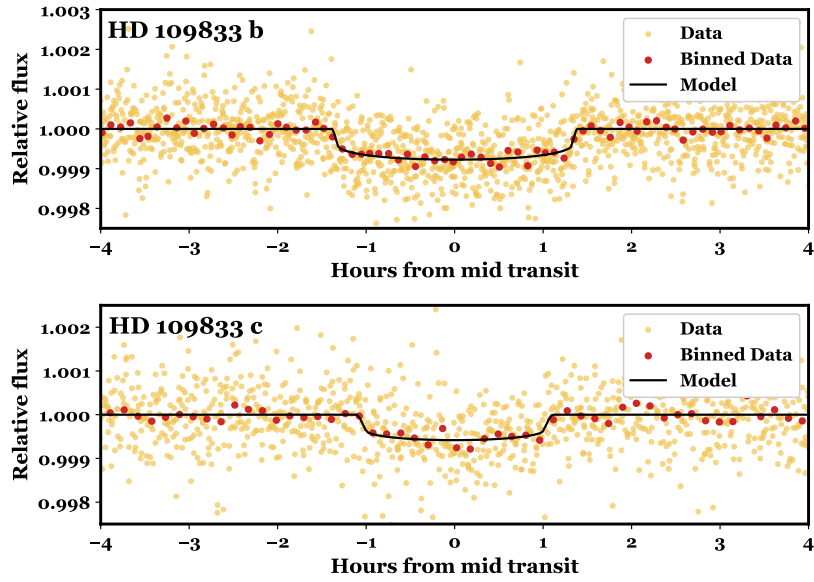 1.003
HD 109833 b
Data
Binned Data
Model
1.002
1.001
1.000
0.999
0.998
Relative flux
−4 −3 −2 −1 0 1 2 3 4
Hours from mid transit
HD 109833 c
Data
Binned Data
Model
1.002
1.001
1.000
0.999
0.998
Relative flux
−4 −3 −2 −1 0 1 2 3 4
Hours from mid transit